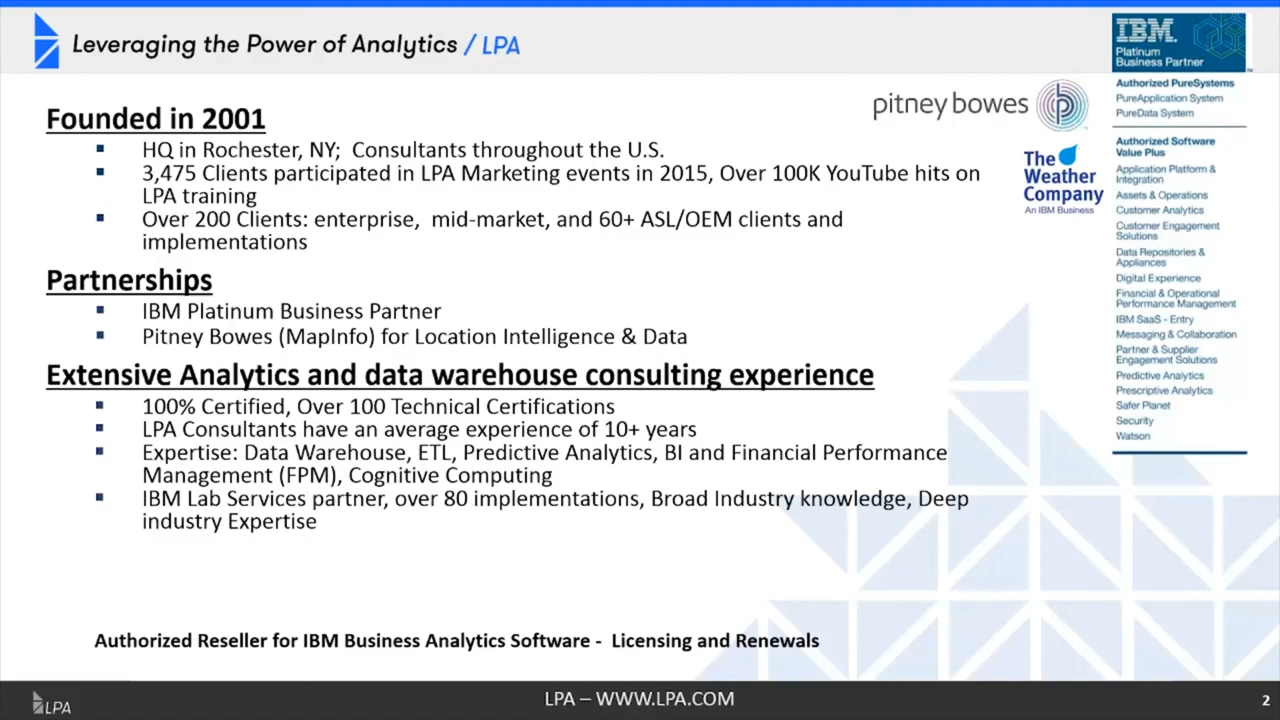 Leveraging the Power of Analytics / LPA
IBM.
Platinum
Business Partner
pitney bowes
The
Weather
Company
An IBM Business
Authorized PureSystems
PureApplication System
PureData System
Authorized Software
Value Plus
Application Platform &
Integration
Assets & Operations
Customer Analytics
Customer Engagement
Solutions
Data Repositories &
Appliances
Digital Experience
Financial & Operational
Performance Management
IBM SaaS - Entry
Messaging & Collaboration
Partner & Supplier
Engagement Solutions
Predictive Analytics
Prescriptive Analytics
Safer Planet
Security
Watson
Founded in 2001
HQ in Rochester, NY; Consultants throughout the U.S.
3,475 Clients participated in LPA Marketing events in 2015, Over 100K YouTube hits on
LPA training
Over 200 Clients: enterprise, mid-market, and 60+ ASL/OEM clients and
implementations
Partnerships
IBM Platinum Business Partner
Pitney Bowes (MapInfo) for Location Intelligence & Data
Extensive Analytics and data warehouse consulting experience
100% Certified, Over 100 Technical Certifications
LPA Consultants have an average experience of 10+ years
Expertise: Data Warehouse, ETL, Predictive Analytics, BI and Financial Performance
Management (FPM), Cognitive Computing
IBM Lab Services partner, over 80 implementations, Broad Industry knowledge, Deep
industry Expertise
Authorized Reseller for IBM Business Analytics Software - Licensing and Renewals
LPA
LPA – WWW.LPA.COM
2